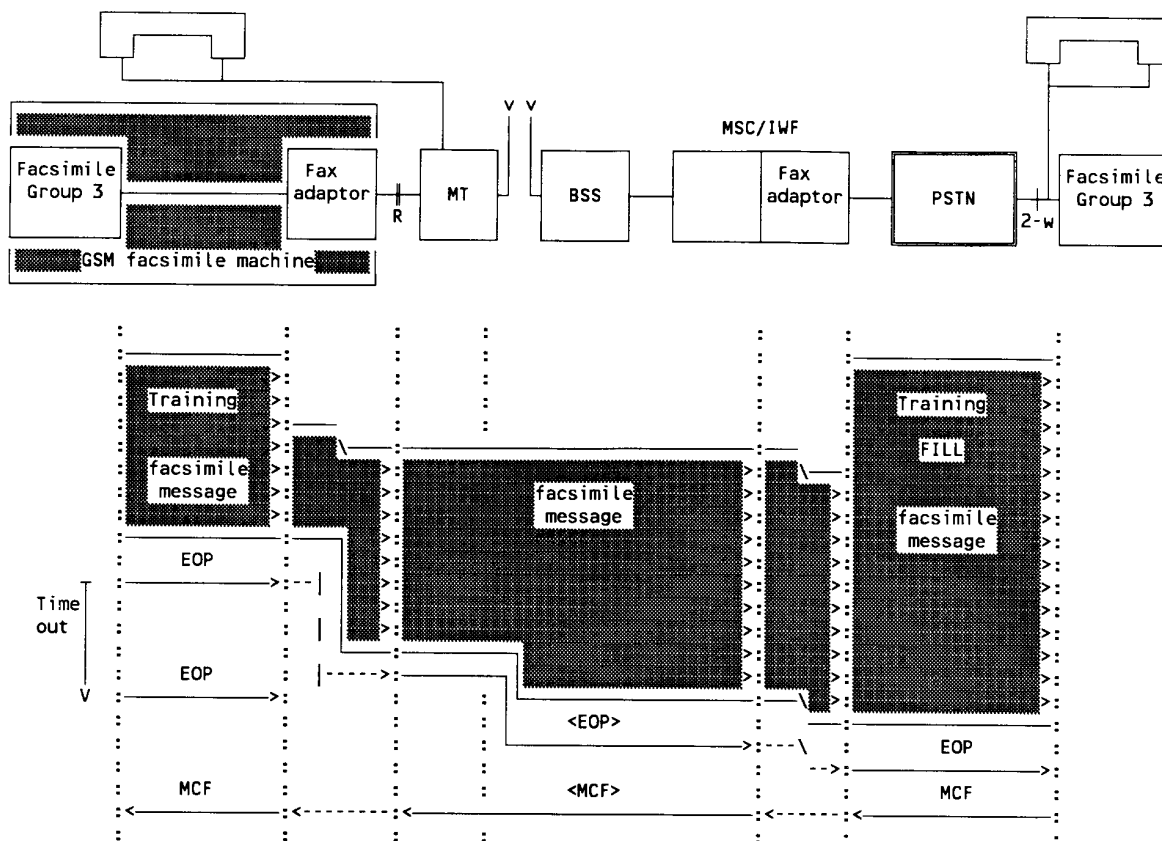 MSC/IWF
Facsimile
Group 3
Fax
adaptor
R
MT
BSS
Fax
adaptor
PSTN
2-w
Facsimile
Group 3
GSM facsimile machine
Training
facsimile
message
facsimile
message
Training
FILL
facsimile
message
EOP
Time
out
EOP
<EOP>
EOP
MCF
<MCF>
MCF